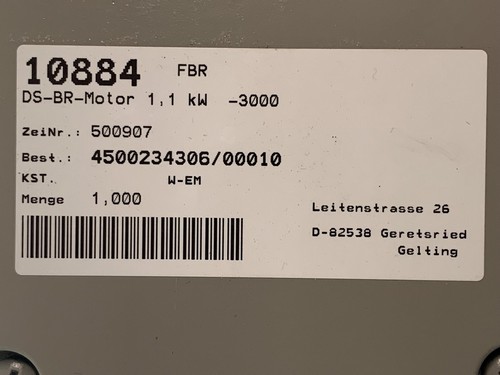 10884 FBR
DS-BR-Motor 1,1 kW -3000
ZeiNr.: 500907
Best.: 4500234306/00010
KST. W-EM
Menge 1,000
Leitenstrasse 26
D-82538 Geretsried
Gelting